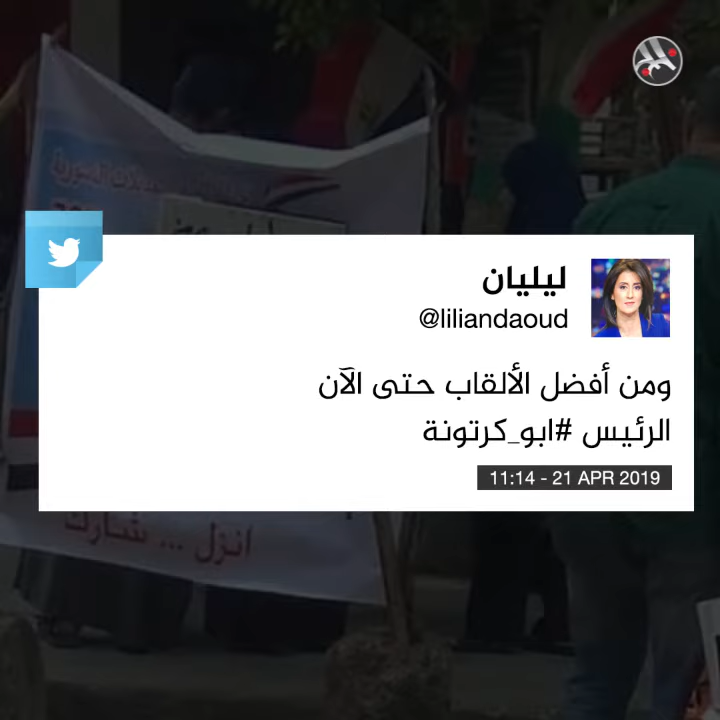 ليليان
@liliandaoud
ومن أفضل الألقاب حتى الآن
الرئيس #ابو_كرتونة
11:14 - 21 APR 2019
انزل ... شارك